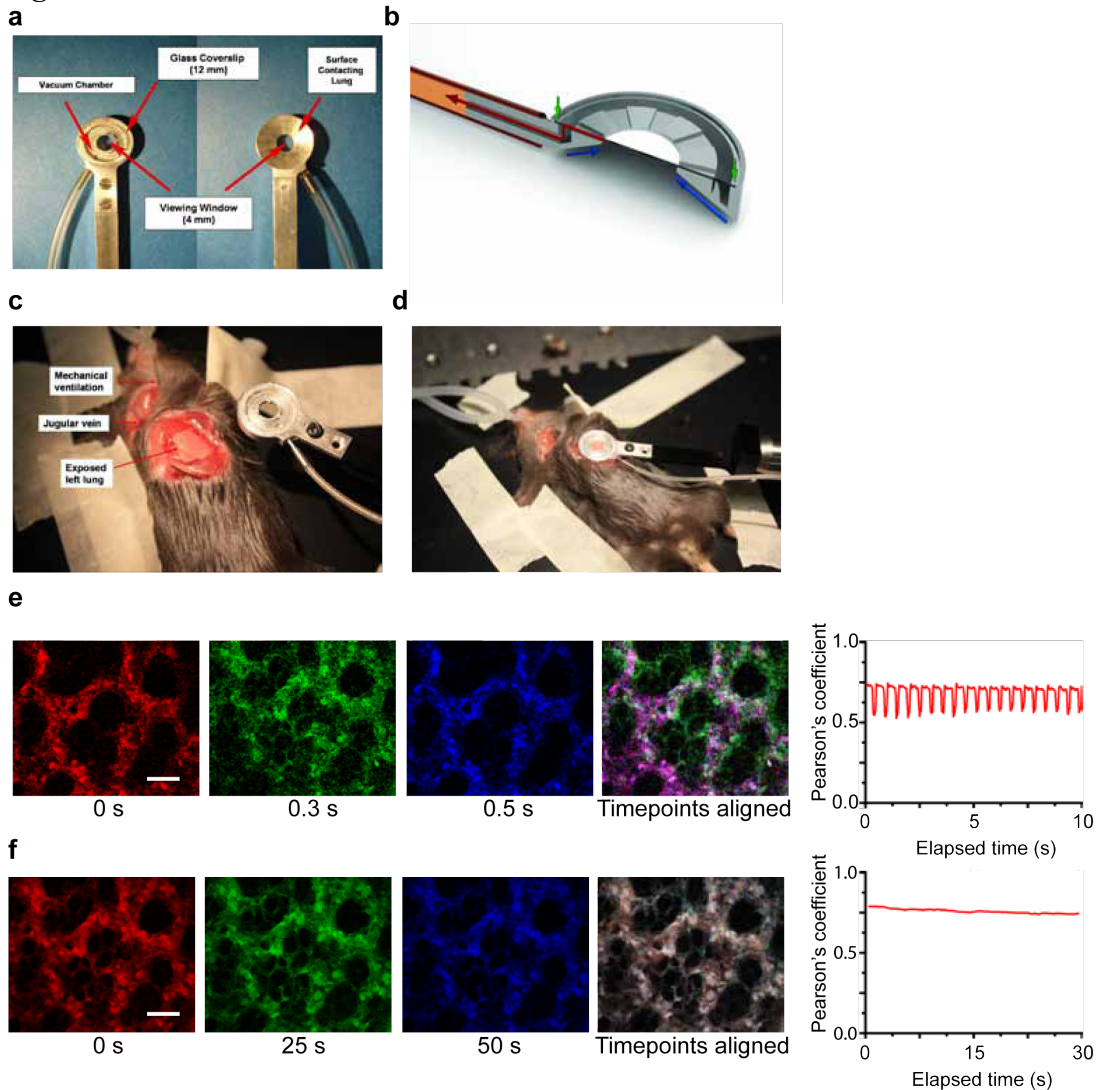 a
b
Glass Coverslip
(12 mm)
Surface
Contacting
Lung
Vacuum Chamber
Viewing Window
(4 mm)
c
d
Mechanical
ventilation
Jugular vein
Exposed
left lung
e
0 s
0.3 s
0.5 s
Timepoints aligned
Pearson's coefficient
1.0
0.5
0.0
0
5
10
Elapsed time (s)
f
0 s
25 s
50 s
Timepoints aligned
Pearson's coefficient
1.0
0.5
0.0
0
15
30
Elapsed time (s)